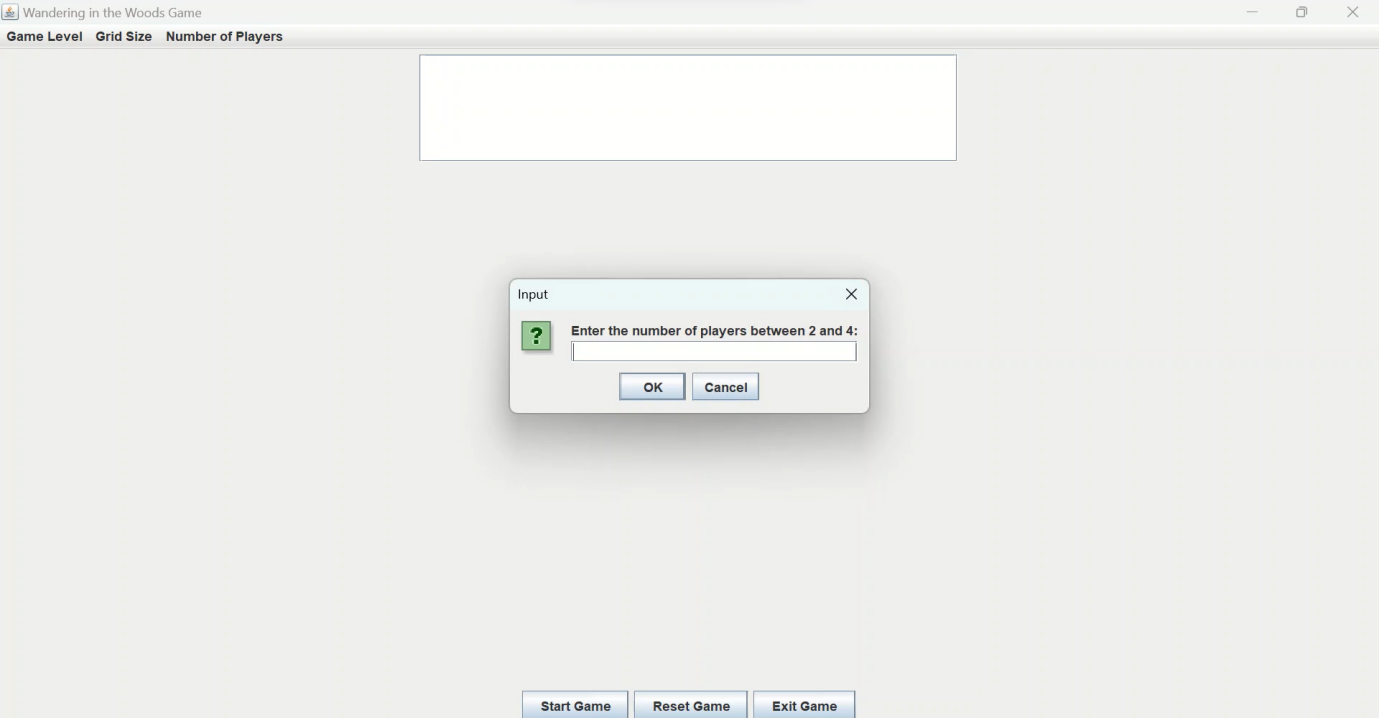 Wandering in the Woods Game
Game Level Grid Size Number of Players
Input
? Enter the number of players between 2 and 4:
OK Cancel
Start Game Reset Game Exit Game